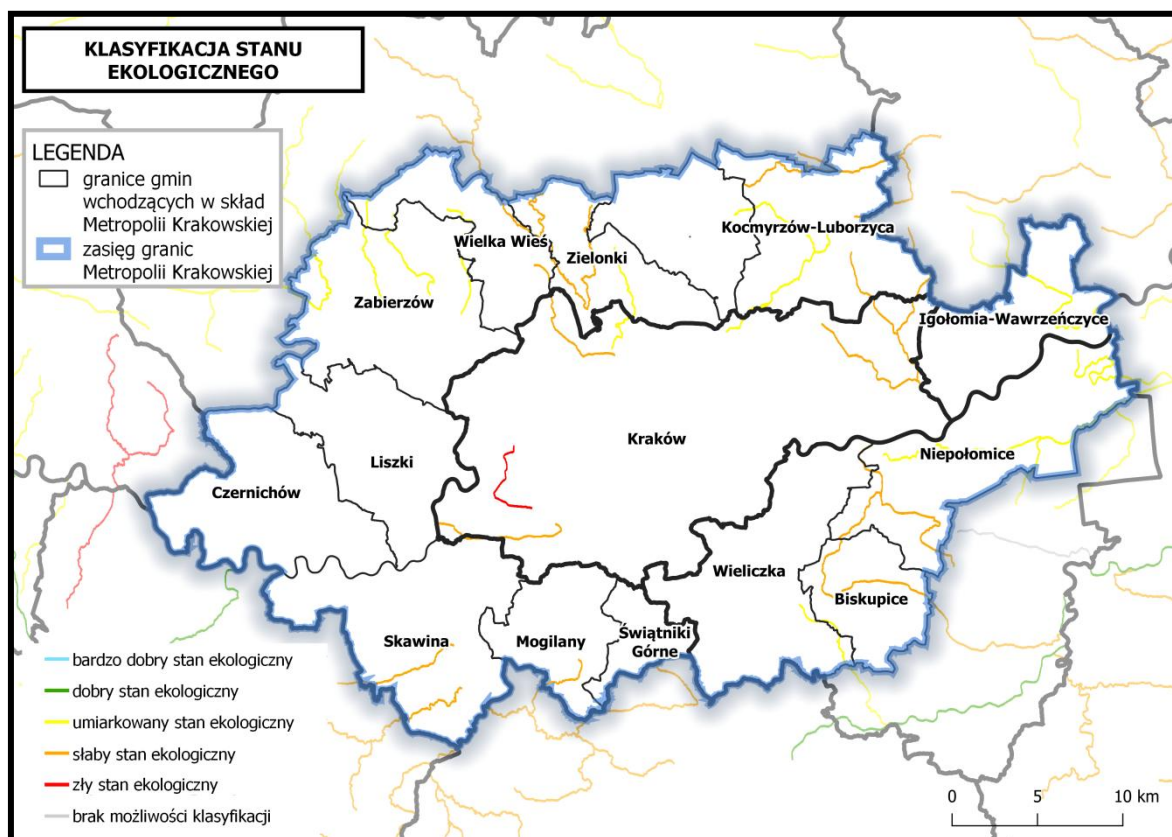 KLASYFIKACJA STANU
EKOLOGICZNEGO
LEGENDA
granice gmin
wchodzących w skład
Metropolii Krakowskiej
zasięg granic
Metropolii Krakowskiej
Wielka Wieś
Zielonki
Kocmyrzów-Luborzyca
Zabierzów
Igołomia-Wawrzeńczyce
Kraków
Niepołomice
Liszki
Czernichów
Wieliczka
Biskupice
Skawina
Mogilany
Świątniki
Górne
bardzo dobry stan ekologiczny
dobry stan ekologiczny
umiarkowany stan ekologiczny
słaby stan ekologiczny
zły stan ekologiczny
brak możliwości klasyfikacji
0 5 10 km